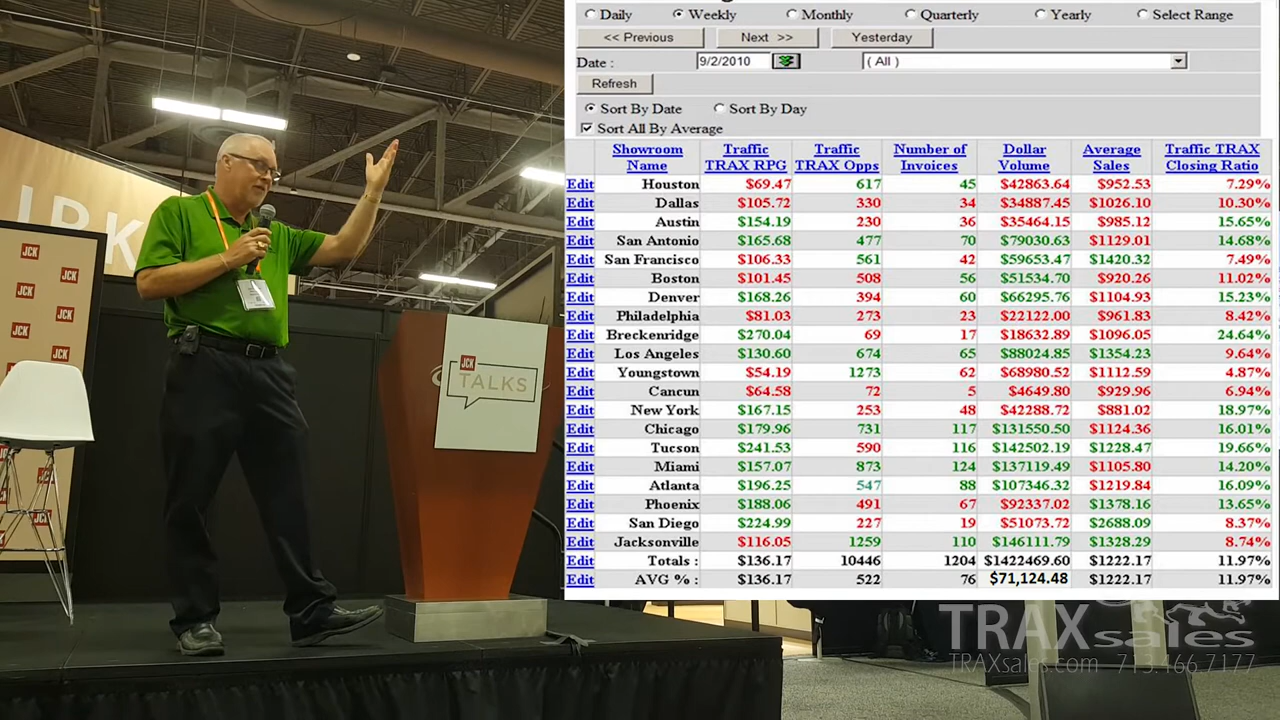 Daily Weekly Monthly Quarterly Yearly Select Range
<< Previous Next >> Yesterday
Date : 9/2/2010 ( All )
Refresh
Sort By Date Sort By Day
Sort All By Average
Showroom Name Traffic TRAX RPG Traffic TRAX Opps Number of Invoices Dollar Volume Average Sales Traffic TRAX Closing Ratio
Edit Houston $69.47 617 45 $42863.64 $952.53 7.29%
Edit Dallas $105.72 330 34 $34887.45 $1026.10 10.30%
Edit Austin $154.19 230 36 $35464.15 $985.12 15.65%
Edit San Antonio $165.68 477 70 $79030.63 $1129.01 14.68%
Edit San Francisco $106.33 561 42 $59653.47 $1420.32 7.49%
Edit Boston $101.45 508 56 $51534.70 $920.26 11.02%
Edit Denver $168.26 394 60 $66295.76 $1104.93 15.23%
Edit Philadelphia $81.03 273 23 $22122.00 $961.83 8.42%
Edit Breckenridge $270.04 69 17 $18632.89 $1096.05 24.64%
Edit Los Angeles $130.60 674 65 $88024.85 $1354.23 9.64%
Edit Youngstown $54.19 1273 62 $68980.52 $1112.59 4.87%
Edit Cancun $64.58 72 5 $4649.80 $929.96 6.94%
Edit New York $167.15 253 48 $42288.72 $881.02 18.97%
Edit Chicago $179.96 731 117 $131550.50 $1124.36 16.01%
Edit Tucson $241.53 590 116 $142502.19 $1228.47 19.66%
Edit Miami $157.07 873 124 $137119.49 $1105.80 14.20%
Edit Atlanta $196.25 547 88 $107346.32 $1219.84 16.09%
Edit Phoenix $188.06 491 67 $92337.02 $1378.16 13.65%
Edit San Diego $224.99 227 19 $51073.72 $2688.09 8.37%
Edit Jacksonville $116.05 1259 110 $146111.79 $1328.29 8.74%
Edit Totals : $136.17 10446 1204 $1422469.60 $1222.17 11.97%
Edit AVG % : $136.17 522 76 $71,124.48 $1222.17 11.97%
JCK
JCK
JCK
JCK
JCK
JCK
JCK
JCK
JCK
TALKS
TRAXsales
TRAXsales.com 713.466.7177